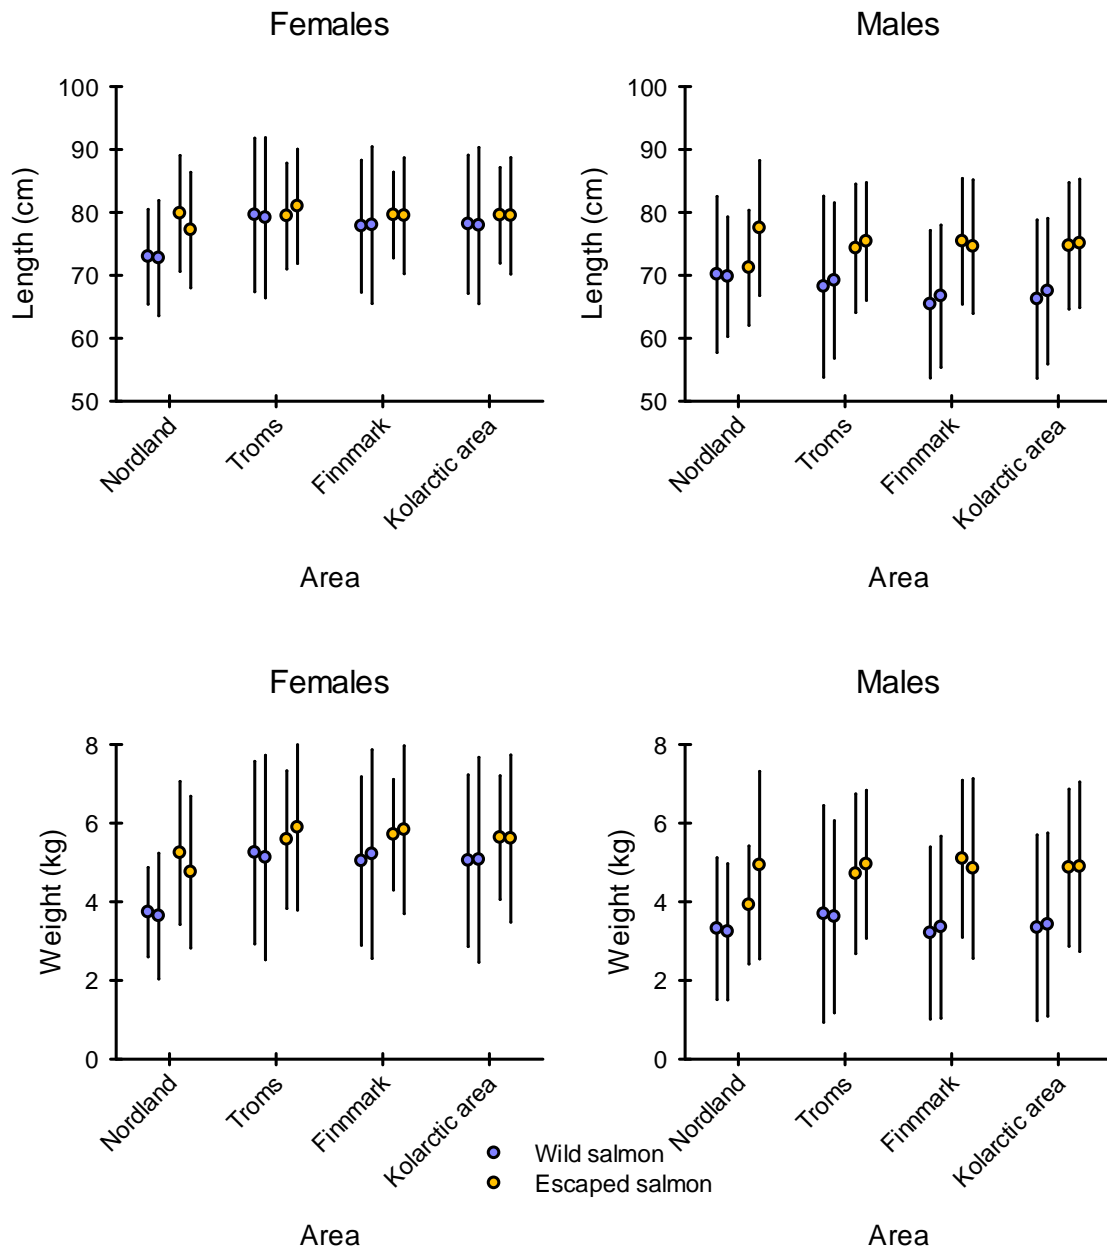 Females
Males
Length (cm)
100
90
80
70
60
50
Nordland
Troms
Finnmark
Kolarctic area
Area
Length (cm)
100
90
80
70
60
50
Nordland
Troms
Finnmark
Kolarctic area
Area
Females
Males
Weight (kg)
8
6
4
2
0
Nordland
Troms
Finnmark
Kolarctic area
Area
Weight (kg)
8
6
4
2
0
Nordland
Troms
Finnmark
Kolarctic area
Area
Wild salmon
Escaped salmon